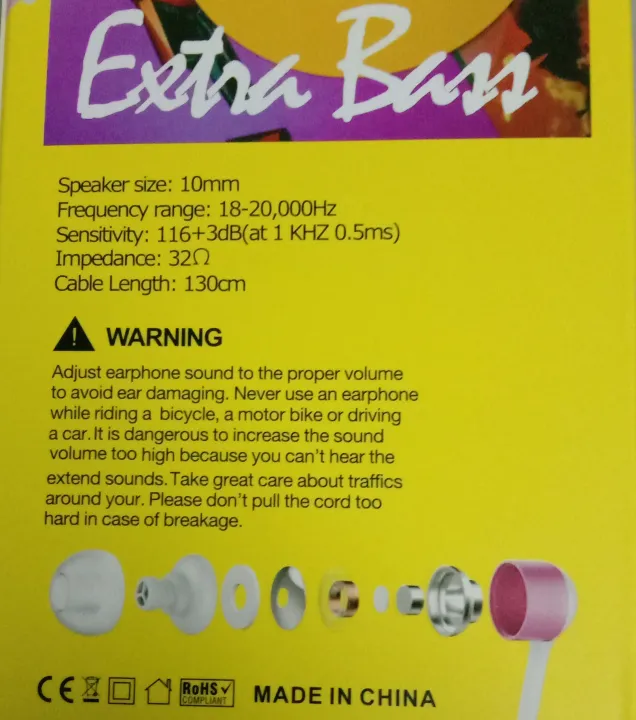 Extra Bass
Speaker size: 10mm
Frequency range: 18-20,000Hz
Sensitivity: 116+3dB(at 1 KHZ 0.5ms)
Impedance: 32Ω
Cable Length: 130cm
WARNING
Adjust earphone sound to the proper volume
to avoid ear damaging. Never use an earphone
while riding a bicycle, a motor bike or driving
a car. It is dangerous to increase the sound
volume too high because you can't hear the
extend sounds. Take great care about traffics
around your. Please don't pull the cord too
hard in case of breakage.
CE RoHS MADE IN CHINA
COMPLIANT